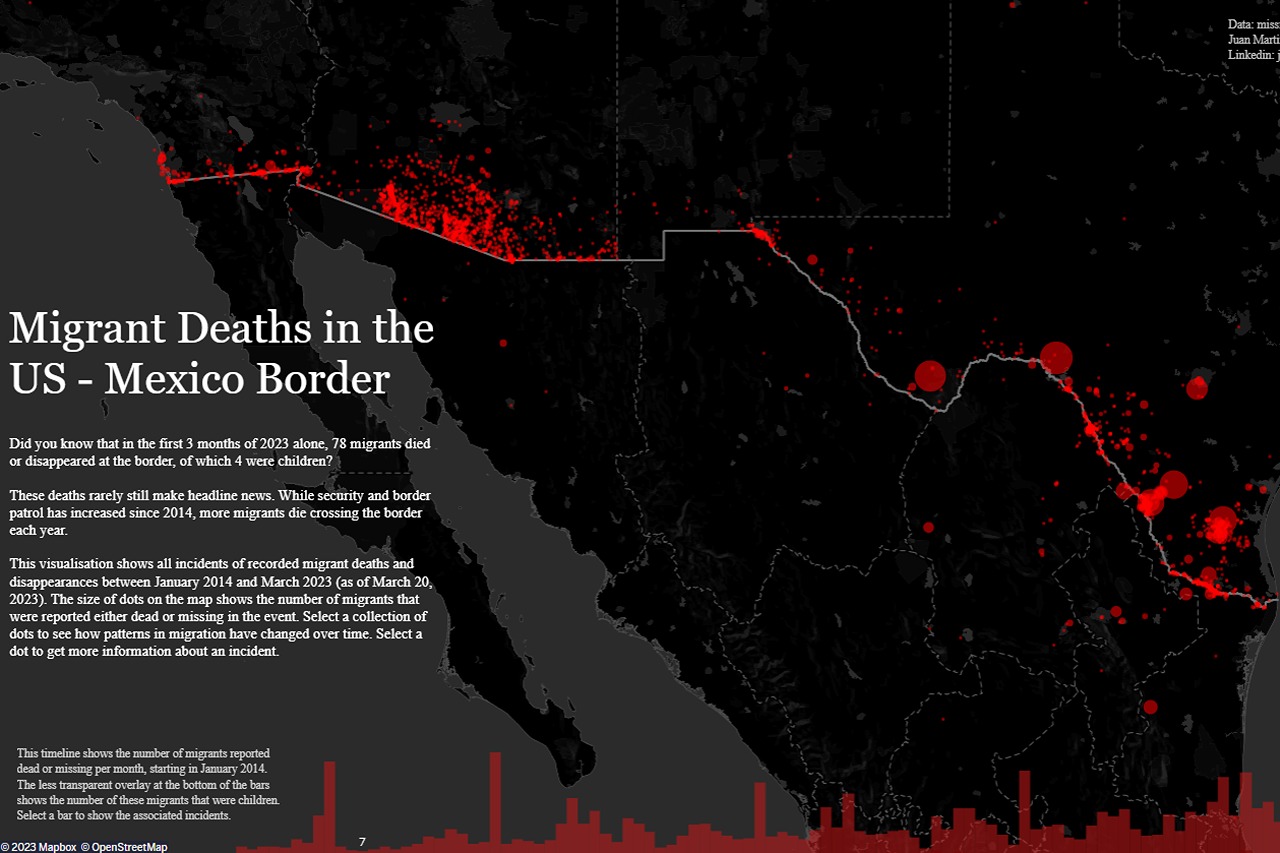 Data: miss
Juan Marti
Linkedin: j
Migrant Deaths in the
US - Mexico Border
Did you know that in the first 3 months of 2023 alone, 78 migrants died
or disappeared at the border, of which 4 were children?
These deaths rarely still make headline news. While security and border
patrol has increased since 2014, more migrants die crossing the border
each year.
This visualisation shows all incidents of recorded migrant deaths and
disappearances between January 2014 and March 2023 (as of March 20,
2023). The size of dots on the map shows the number of migrants that
were reported either dead or missing in the event. Select a collection of
dots to see how patterns in migration have changed over time. Select a
dot to get more information about an incident.
This timeline shows the number of migrants reported
dead or missing per month, starting in January 2014.
The less transparent overlay at the bottom of the bars
shows the number of these migrants that were children.
Select a bar to show the associated incidents.
7
© 2023 Mapbox © OpenStreetMap